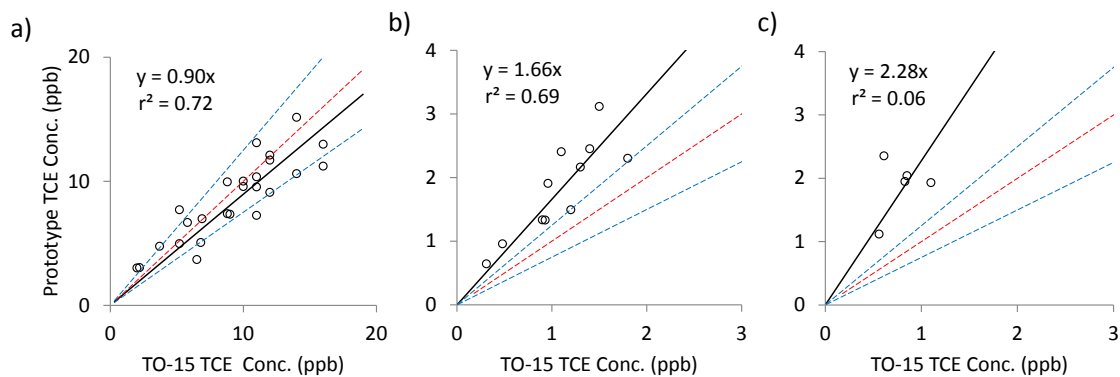 a)
y = 0.90x
r² = 0.72
Prototype TCE Conc. (ppb)
20
10
0
0 10 20
TO-15 TCE Conc. (ppb)
b)
y = 1.66x
r² = 0.69
4
3
2
1
0
0 1 2 3
TO-15 TCE Conc. (ppb)
c)
y = 2.28x
r² = 0.06
4
3
2
1
0
0 1 2 3
TO-15 TCE Conc. (ppb)